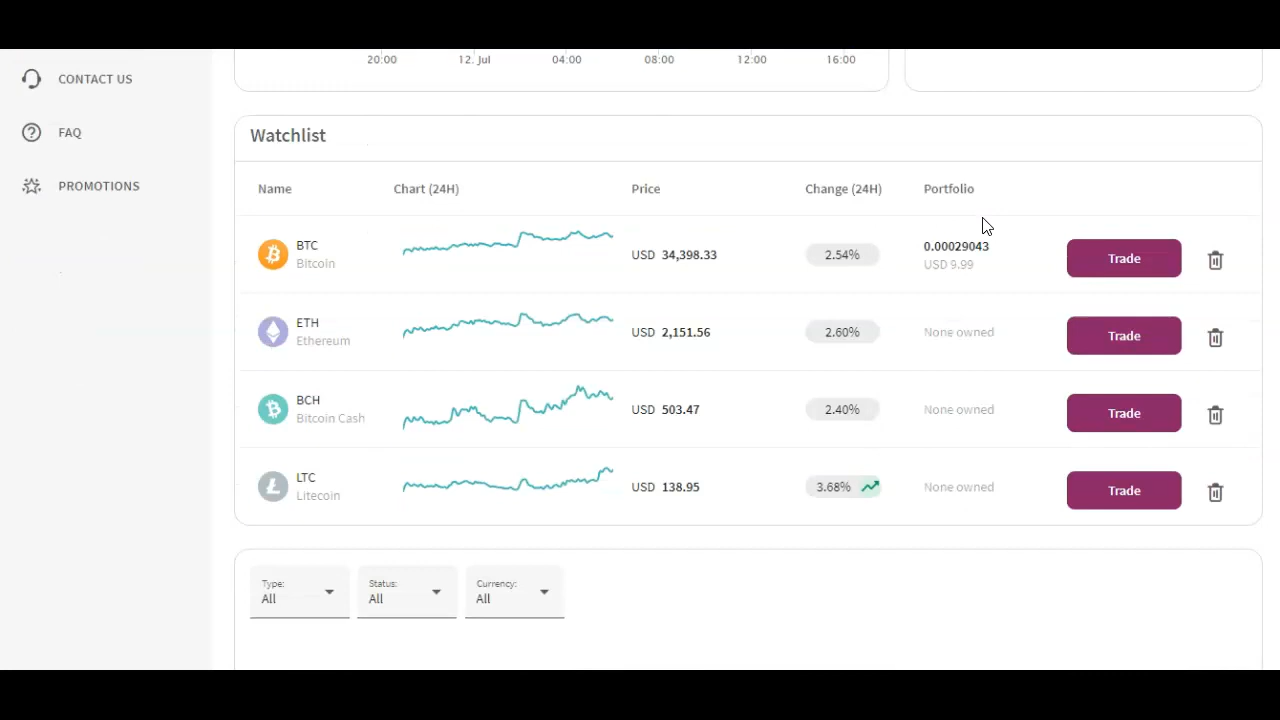 20:00 12. Jul 04:00 08:00 12:00 16:00
CONTACT US
FAQ
PROMOTIONS
Watchlist
Name Chart (24H) Price Change (24H) Portfolio
BTC
Bitcoin
USD 34,398.33
2.54%
0.00029043
USD 9.99
Trade
ETH
Ethereum
USD 2,151.56
2.60%
None owned
Trade
BCH
Bitcoin Cash
USD 503.47
2.40%
None owned
Trade
LTC
Litecoin
USD 138.95
3.68%
None owned
Trade
Type:
All
Status:
All
Currency:
All